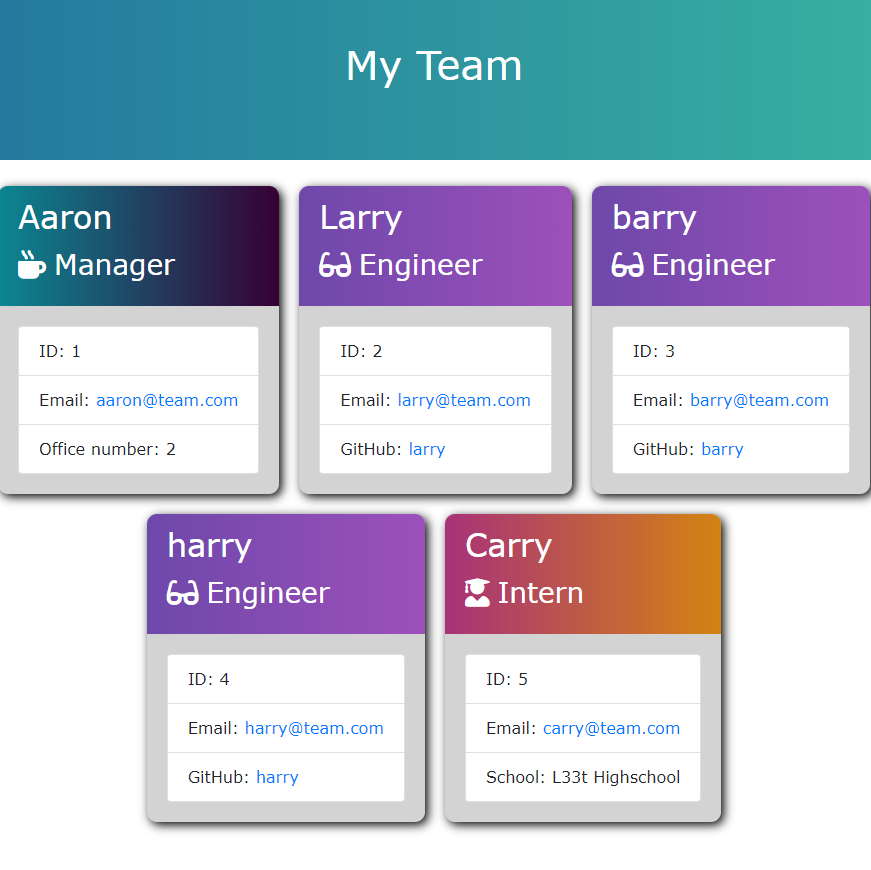 My Team
Aaron
Manager
ID: 1
Email: aaron@team.com
Office number: 2
Larry
Engineer
ID: 2
Email: larry@team.com
GitHub: larry
barry
Engineer
ID: 3
Email: barry@team.com
GitHub: barry
harry
Engineer
ID: 4
Email: harry@team.com
GitHub: harry
Carry
Intern
ID: 5
Email: carry@team.com
School: L33t Highschool